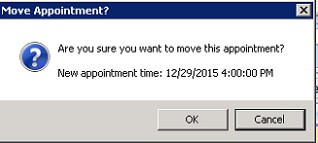 Move Appointment?
Are you sure you want to move this appointment?
New appointment time: 12/29/2015 4:00:00 PM
OK
Cancel